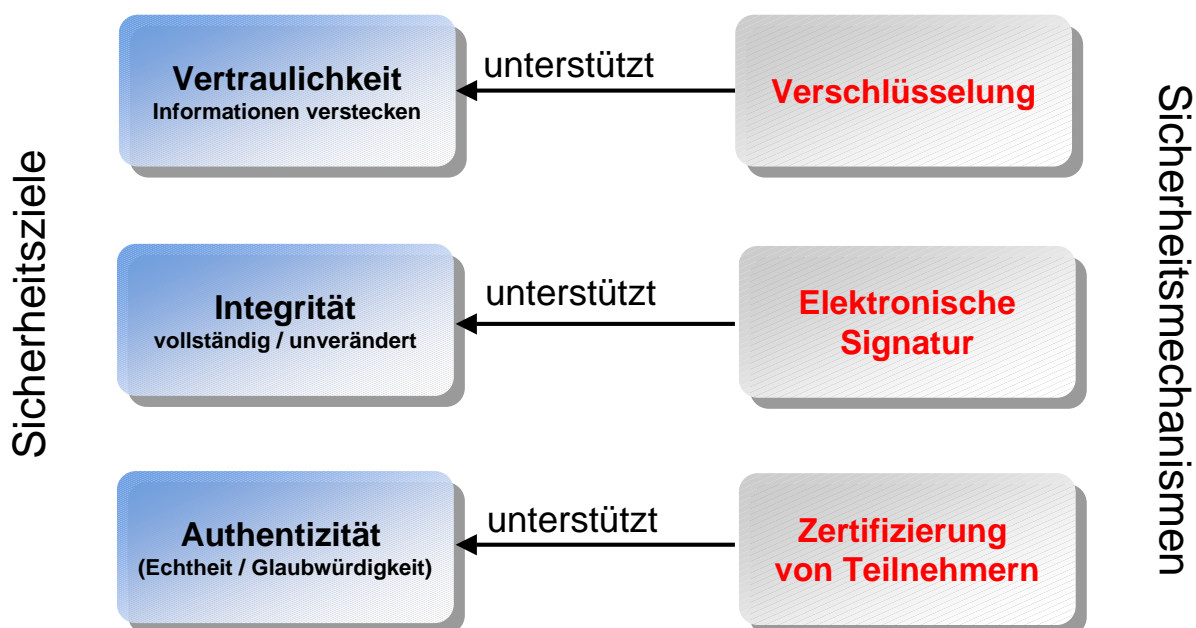 Sicherheitsziele
Vertraulichkeit
Informationen verstecken
unterstützt
Verschlüsselung
Integrität
vollständig / unverändert
unterstützt
Elektronische
Signatur
Authentizität
(Echtheit / Glaubwürdigkeit)
unterstützt
Zertifizierung
von Teilnehmern
Sicherheitsmechanismen